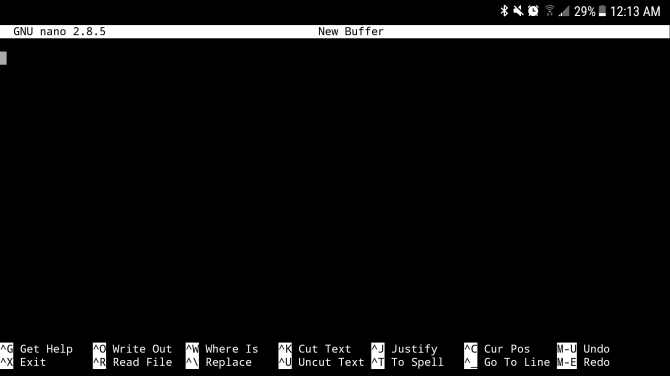 29% 12:13 AM
GNU nano 2.8.5 New Buffer
^G Get Help ^O Write Out ^W Where Is ^K Cut Text ^J Justify ^C Cur Pos M-U Undo
^X Exit ^R Read File ^\ Replace ^U Uncut Text ^T To Spell ^_ Go To Line M-E Redo